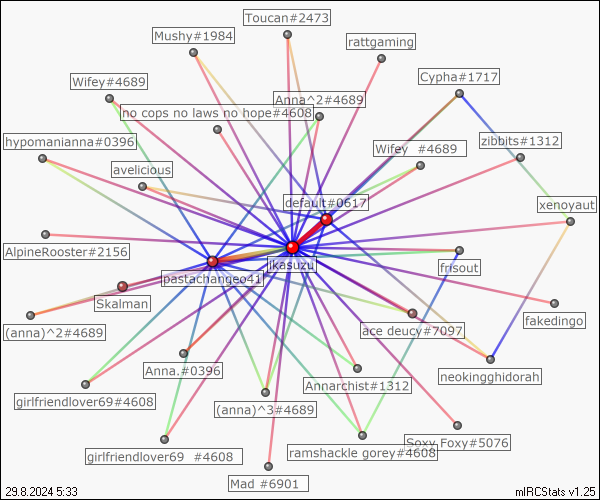 Toucan#2473
Mushy#1984
rattgaming
Cypha#1717
Wifey#4689
Anna^2#4689
no cops no laws no hope#4608
hypomanianna#0396
zibbits#1312
Wifey  #4689
avelicious
default#0617
xenoyaut
AlpineRooster#2156
ikasuzu
frisout
pastachangeo41
Skalman
fakedingo
(anna)^2#4689
ace deucy#7097
Anna.#0396
neokingghidorah
Annarchist#1312
girlfriendlover69#4608
(anna)^3#4689
Soxy Foxy#5076
ramshackle gorey#4608
girlfriendlover69  #4608
Mad #6901
29.8.2024 5:33
mIRCStats v1.25